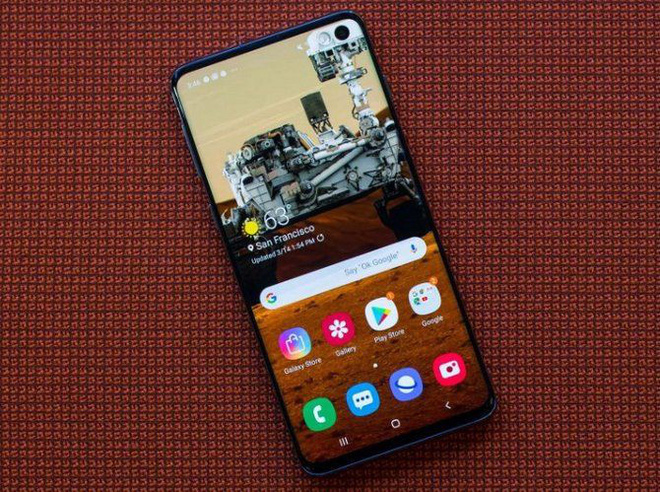 63°
San Francisco
Updated 3/14 1:54 PM
Say "Ok Google"
Galaxy Store
Gallery
Play Store
Google